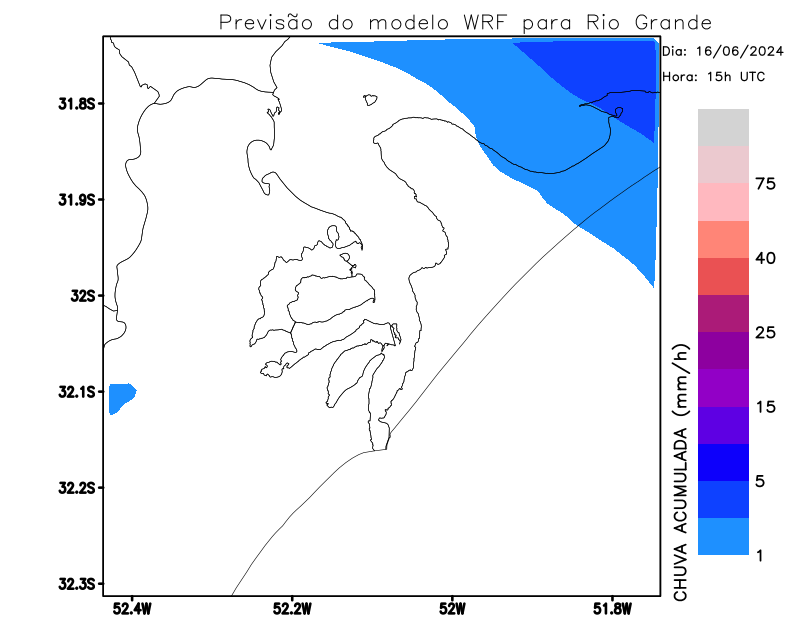 Previsão do modelo WRF para Rio Grande
Dia: 16/06/2024
Hora: 15h UTC
31.8S
31.9S
32S
32.1S
32.2S
32.3S
52.4W
52.2W
52W
51.8W
75
40
25
15
5
1
CHUVA ACUMULADA (mm/h)